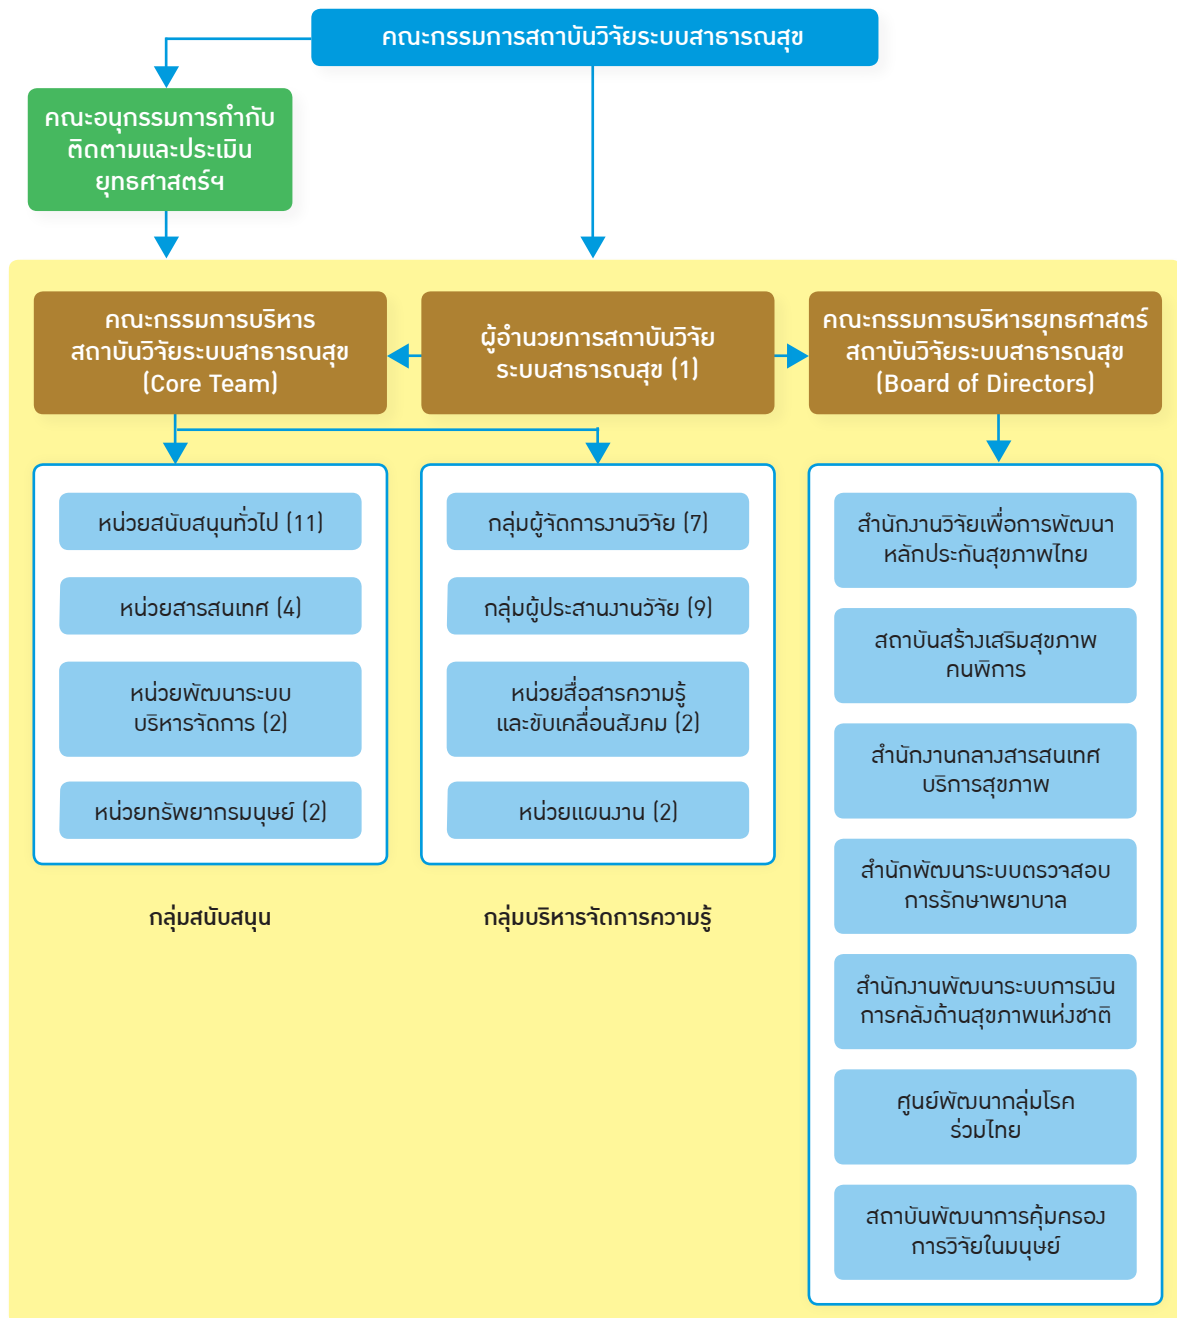 คณะกรรมการสถาบันวิจัยระบบสาธารณสุข
คณะอนุกรรมการกำกับ
ติดตามและประเมิน
ยุทธศาสตร์ฯ
คณะกรรมการบริหาร
สถาบันวิจัยระบบสาธารณสุข
(Core Team)
ผู้อำนวยการสถาบันวิจัย
ระบบสาธารณสุข (1)
คณะกรรมการบริหารยุทธศาสตร์
สถาบันวิจัยระบบสาธารณสุข
(Board of Directors)
หน่วยสนับสนุนทั่วไป (11)
หน่วยสารสนเทศ (4)
หน่วยพัฒนาระบบ
บริหารจัดการ (2)
หน่วยทรัพยากรมนุษย์ (2)
กลุ่มสนับสนุน
กลุ่มผู้จัดการงานวิจัย (7)
กลุ่มผู้ประสานงานวิจัย (9)
หน่วยสื่อสารความรู้
และขับเคลื่อนสังคม (2)
หน่วยแผนงาน (2)
กลุ่มบริหารจัดการความรู้
สำนักงานวิจัยเพื่อการพัฒนา
หลักประกันสุขภาพไทย
สถาบันสร้างเสริมสุขภาพ
คนพิการ
สำนักงานกลางสารสนเทศ
บริการสุขภาพ
สำนักพัฒนาระบบตรวจสอบ
การรักษาพยาบาล
สำนักงานพัฒนาระบบการเงิน
การคลังด้านสุขภาพแห่งชาติ
ศูนย์พัฒนากลุ่มโรค
ร่วมไทย
สถาบันพัฒนาการคุ้มครอง
การวิจัยในมนุษย์